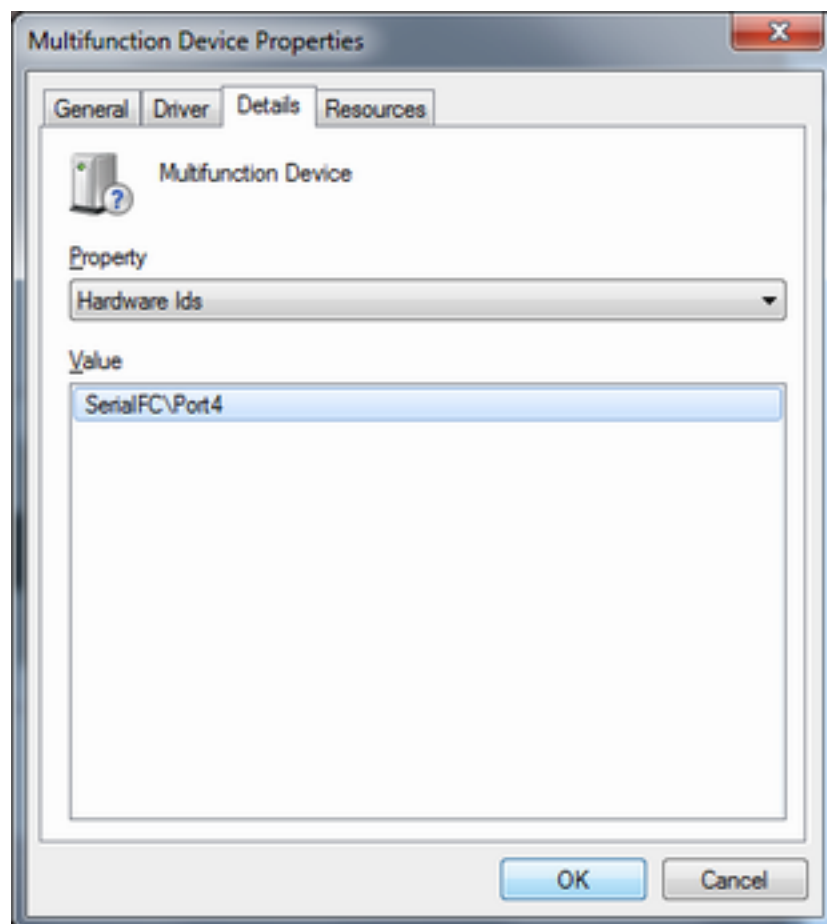 Multifunction Device Properties
General Driver Details Resources
Multifunction Device
Property
Hardware Ids
Value
SerialFC\Port4
OK Cancel